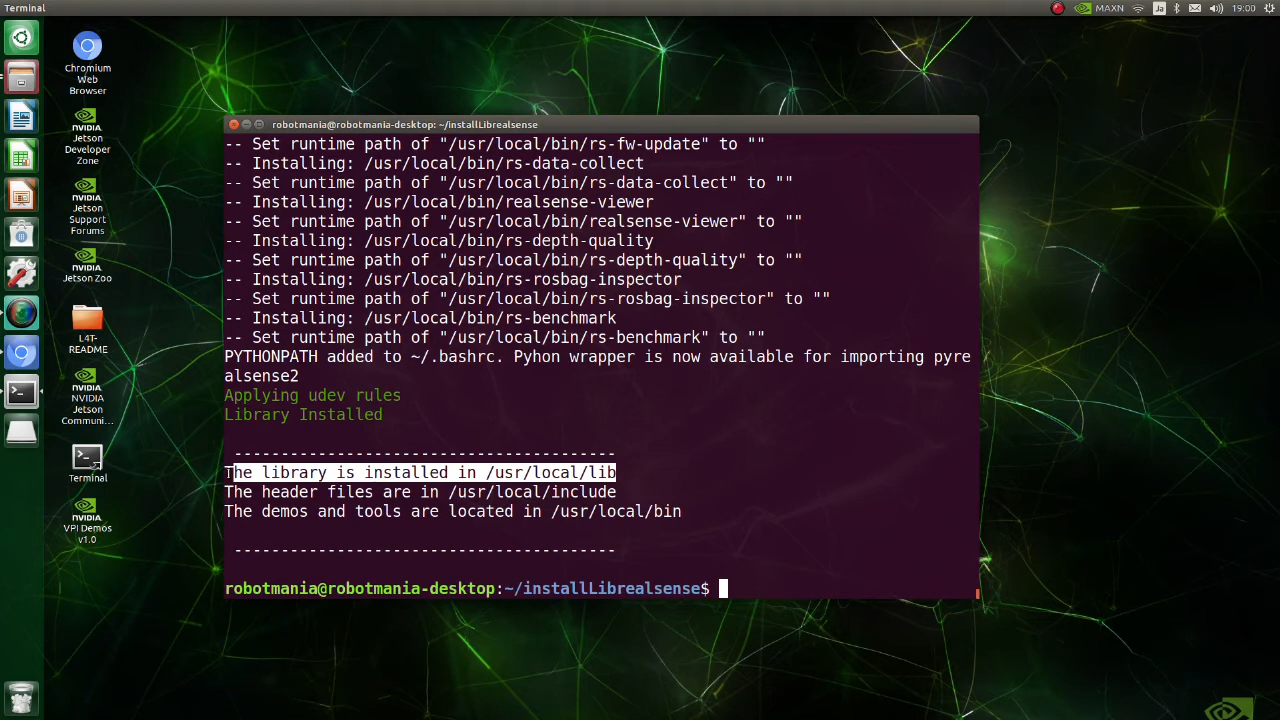 Terminal
MAXN
Ja
19:00
Chromium
Web
Browser
NVIDIA
Jetson
Developer
Zone
NVIDIA
Jetson
Support
Forums
NVIDIA
Jetson Zoo
L4T-
README
NVIDIA
NVIDIA
Jetson
Communi...
Terminal
NVIDIA
VPI Demos
v1.0
robotmania@robotmania-desktop: ~/installLibrealsense
-- Set runtime path of "/usr/local/bin/rs-fw-update" to ""
-- Installing: /usr/local/bin/rs-data-collect
-- Set runtime path of "/usr/local/bin/rs-data-collect" to ""
-- Installing: /usr/local/bin/realsense-viewer
-- Set runtime path of "/usr/local/bin/realsense-viewer" to ""
-- Installing: /usr/local/bin/rs-depth-quality
-- Set runtime path of "/usr/local/bin/rs-depth-quality" to ""
-- Installing: /usr/local/bin/rs-rosbag-inspector
-- Set runtime path of "/usr/local/bin/rs-rosbag-inspector" to ""
-- Installing: /usr/local/bin/rs-benchmark
-- Set runtime path of "/usr/local/bin/rs-benchmark" to ""
PYTHONPATH added to ~/.bashrc. Pyhon wrapper is now available for importing pyre
alsense2
Applying udev rules
Library Installed
-----------------------------------------
The library is installed in /usr/local/lib
The header files are in /usr/local/include
The demos and tools are located in /usr/local/bin
-----------------------------------------
robotmania@robotmania-desktop:~/installLibrealsense$